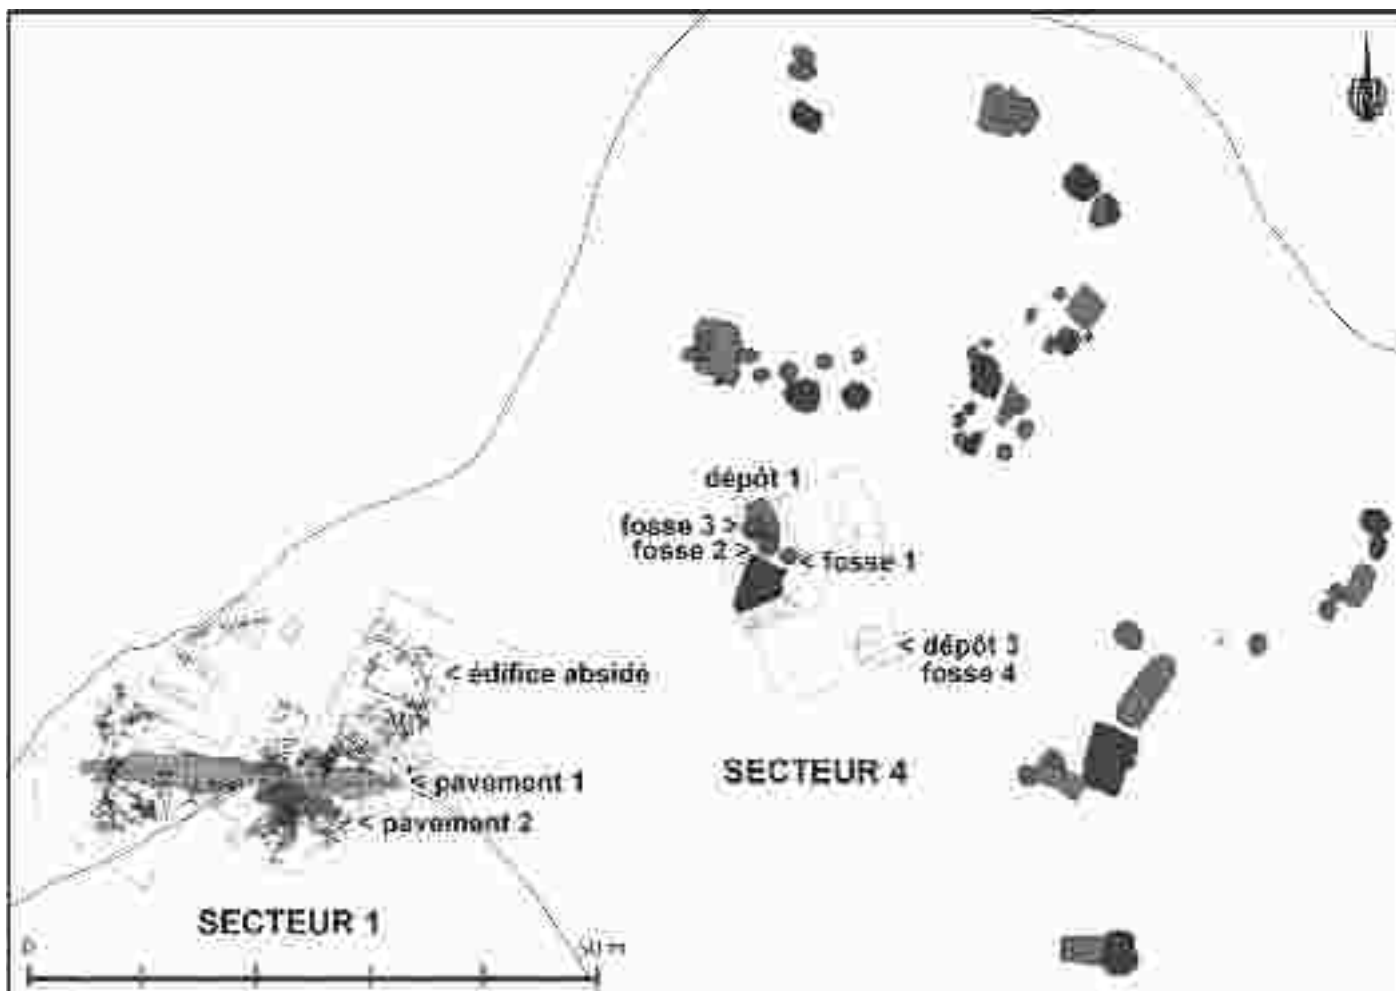 dépôt 1
fosse 3 >
fosse 2 >
< fosse 1
< dépôt 3
fosse 4
< édifice absidé
SECTEUR 4
< pavement 1
< pavement 2
SECTEUR 1
0
50 m